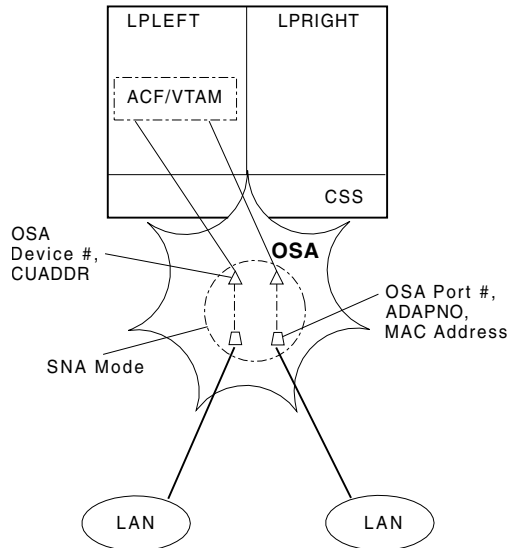 LPLEFT
LPRIGHT
ACF/VTAM
CSS
OSA
Device #,
CUADDR
OSA
OSA Port #,
ADAPNO,
MAC Address
SNA Mode
LAN
LAN